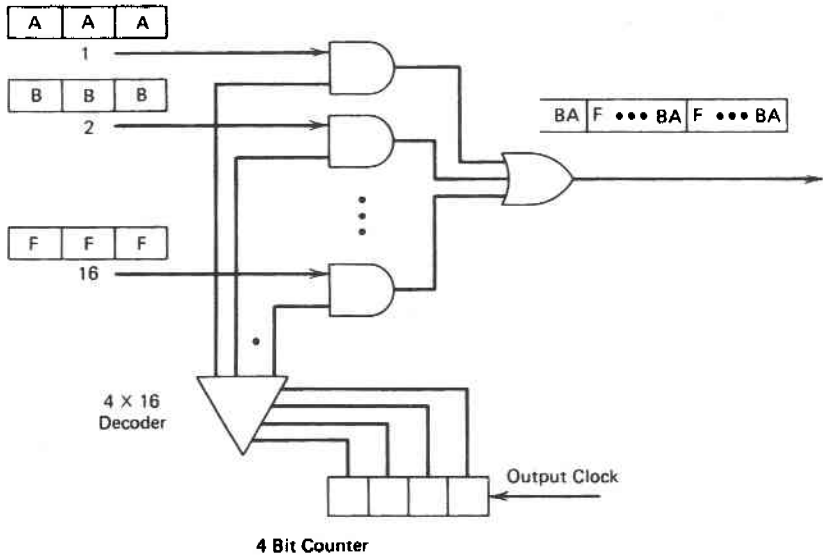 A A A
1
B B B
2
BA F ••• BA F ••• BA
F F F
16
4 X 16
Decoder
Output Clock
4 Bit Counter